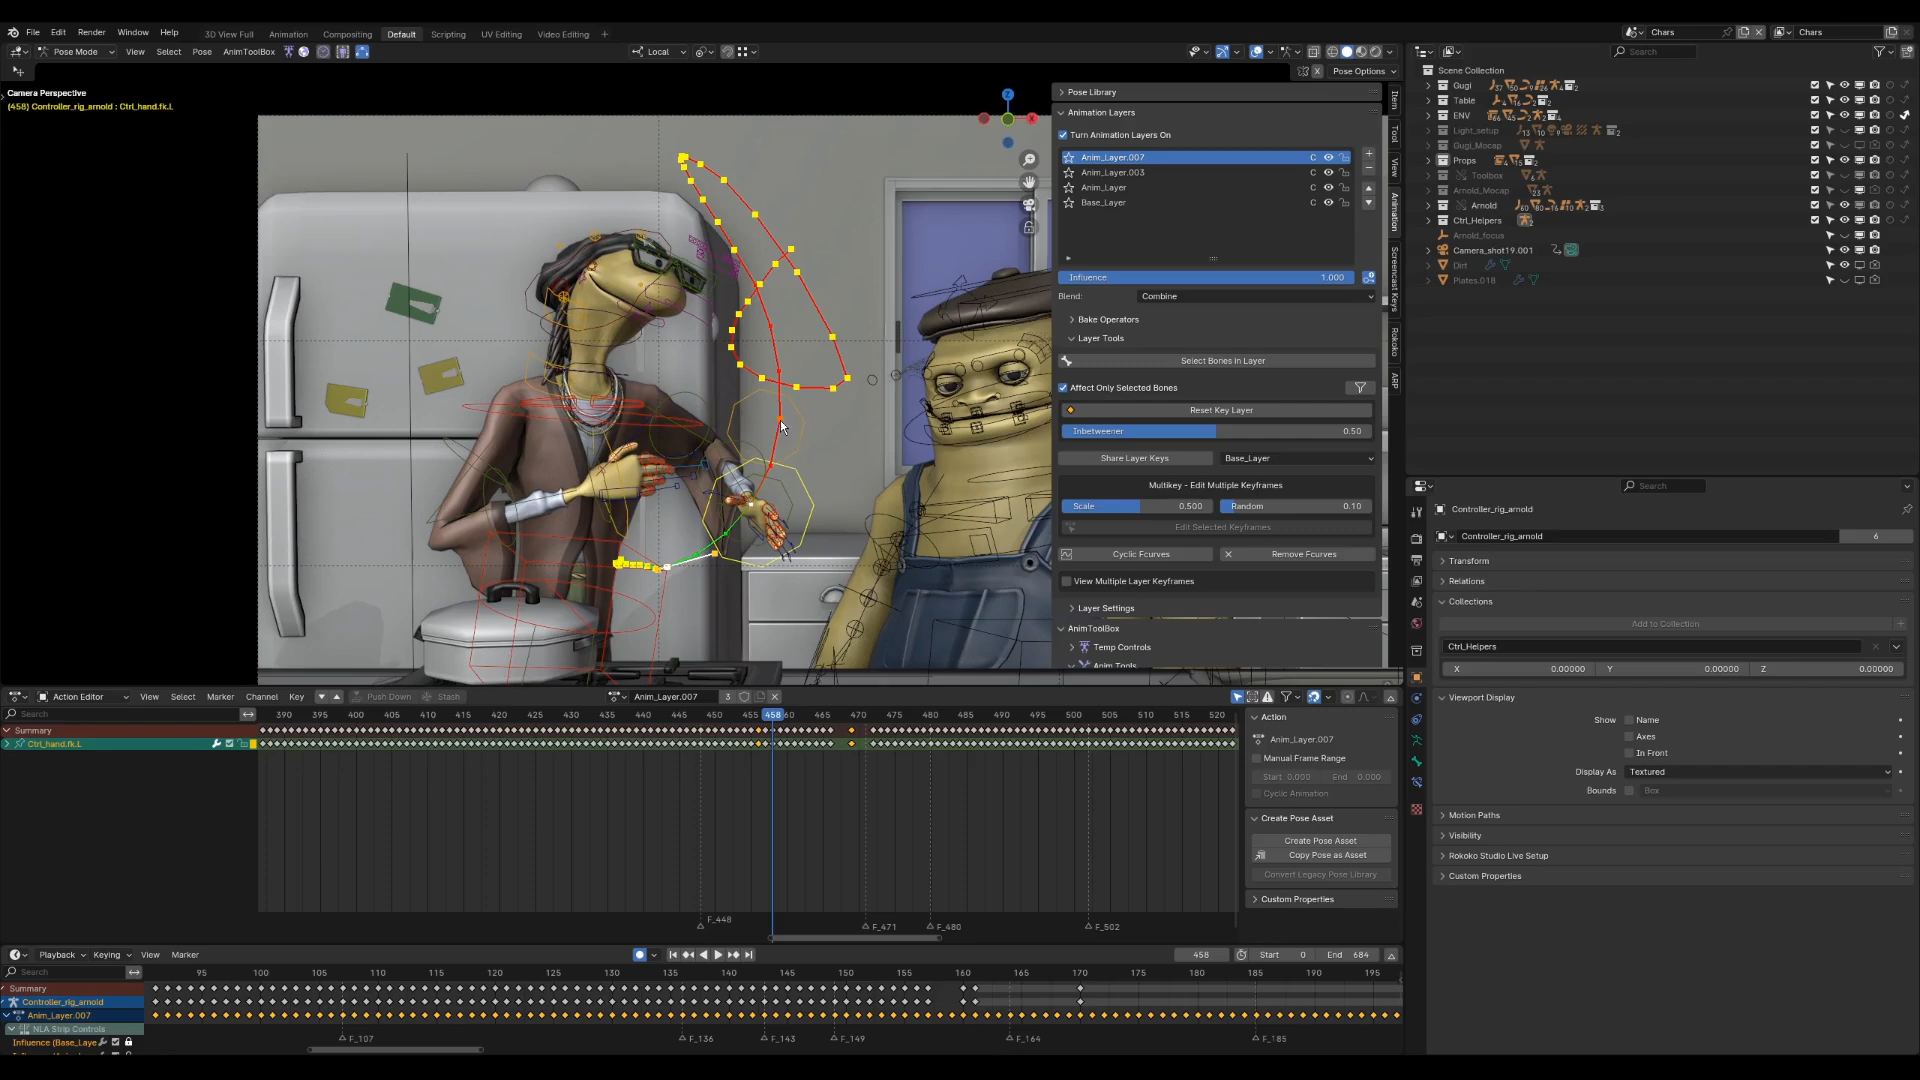 File Edit Render Window Help 3D View Full Animation Compositing Default Scripting UV Editing Video Editing +
Chars Chars
Pose Mode View Select Pose AnimToolBox Local
Search
X Pose Options
Camera Perspective
(458) Controller_rig_arnold : Ctrl_hand.fk.L
Z
X
Pose Library
Animation Layers
Turn Animation Layers On
Anim_Layer.007 C
Anim_Layer.003 C
Anim_Layer C
Base_Layer C
Influence 1.000
Blend: Combine
Bake Operators
Layer Tools
Select Bones in Layer
Affect Only Selected Bones
Reset Key Layer
Inbetweener 0.50
Share Layer Keys Base_Layer
Multikey - Edit Multiple Keyframes
Scale 0.500 Random 0.10
Edit Selected Keyframes
Cyclic Fcurves Remove Fcurves
View Multiple Layer Keyframes
Layer Settings
AnimToolBox
Temp Controls
Anim Tools
Item
Tool
View
Animation
Screencast Keys
Rokoko
ARP
Scene Collection
Gugi
Table
ENV
Light_setup
Gugi_Mocap
Props
Toolbox
Arnold_Mocap
Arnold
Ctrl_Helpers
Arnold_focus
Camera_shot19.001
Dirt
Plates.018
Search
Controller_rig_arnold
Controller_rig_arnold 6
Transform
Relations
Collections
Add to Collection
Ctrl_Helpers
X 0.00000 Y 0.00000 Z 0.00000
Viewport Display
Show Name
Axes
In Front
Display As Textured
Bounds Box
Motion Paths
Visibility
Rokoko Studio Live Setup
Custom Properties
Action Editor View Select Marker Channel Key Push Down Stash Anim_Layer.007 3
Search
390 395 400 405 410 415 420 425 430 435 440 445 450 455 458 60 465 470 475 480 485 490 495 500 505 510 515 520
Summary
Ctrl_hand.fk.L
F_448 F_471 F_480 F_502
Action
Anim_Layer.007
Manual Frame Range
Start 0.000 End 0.000
Cyclic Animation
Create Pose Asset
Create Pose Asset
Copy Pose as Asset
Convert Legacy Pose Library
Custom Properties
Playback Keying View Marker 458 Start 0 End 684
Search
95 100 105 110 115 120 125 130 135 140 145 150 155 160 165 170 175 180 185 190 195
Summary
Controller_rig_arnold
Anim_Layer.007
NLA Strip Controls
Influence (Base_Laye
F_107 F_136 F_143 F_149 F_164 F_185